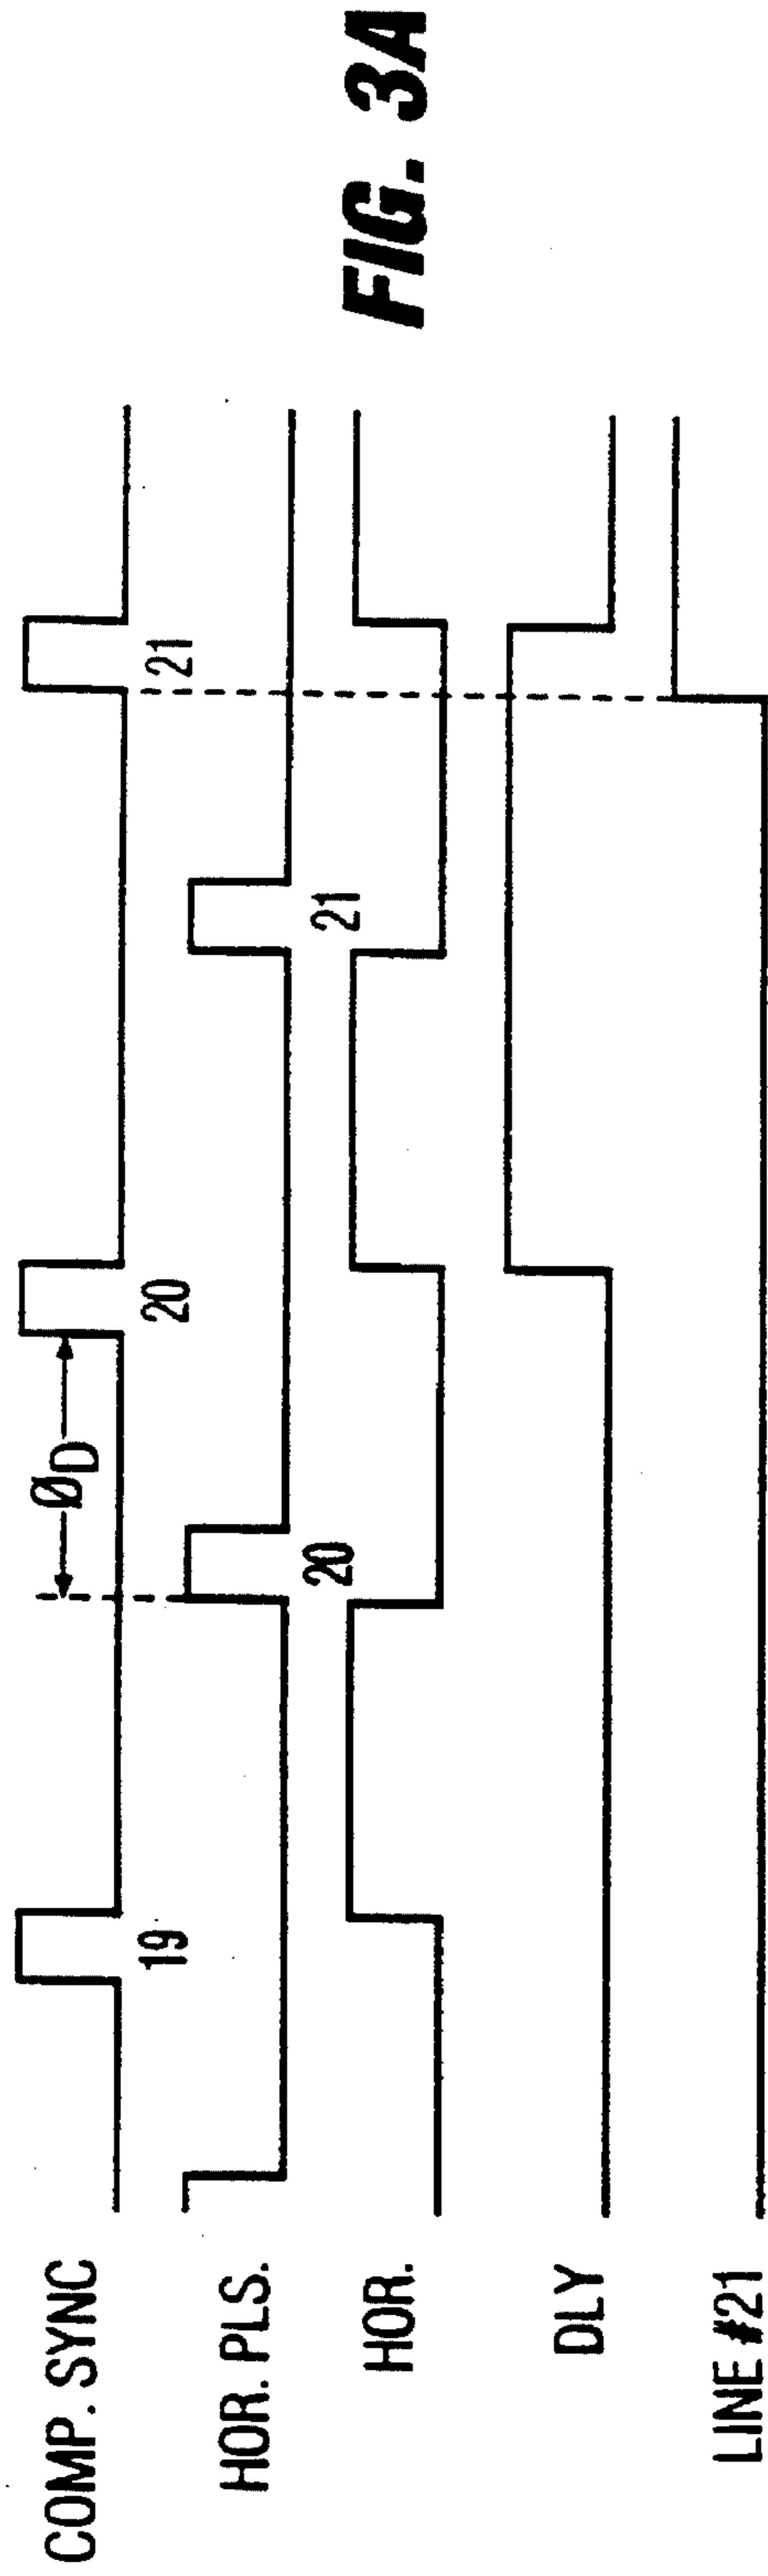 COMP. SYNC
19
ØD
20
21
HOR. PLS.
20
21
HOR.
DLY
LINE #21
FIG. 3A